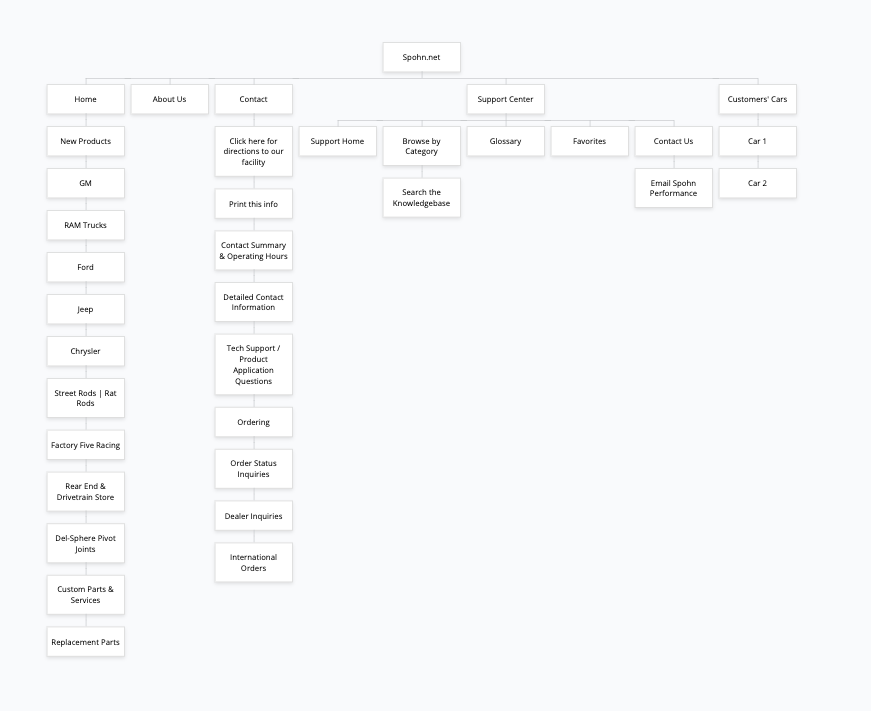 Spohn.net
Home
About Us
Contact
Support Center
Customers' Cars
New Products
GM
RAM Trucks
Ford
Jeep
Chrysler
Street Rods | Rat
Rods
Factory Five Racing
Rear End &
Drivetrain Store
Del-Sphere Pivot
Joints
Custom Parts &
Services
Replacement Parts
Click here for
directions to our
facility
Print this info
Contact Summary
& Operating Hours
Detailed Contact
Information
Tech Support /
Product
Application
Questions
Ordering
Order Status
Inquiries
Dealer Inquiries
International
Orders
Support Home
Browse by
Category
Search the
Knowledgebase
Glossary
Favorites
Contact Us
Email Spohn
Performance
Car 1
Car 2